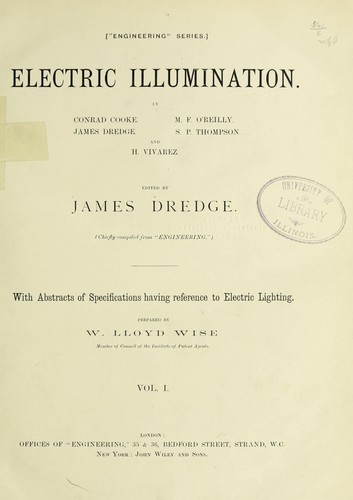 ["ENGINEERING" SERIES.]
ELECTRIC ILLUMINATION.
BY
CONRAD COOKE. M. F. O'REILLY.
JAMES DREDGE. S. P. THOMPSON.
AND
H. VIVAREZ.
EDITED BY
JAMES DREDGE.
(Chiefly compiled from "ENGINEERING.")
UNIVERSITY OF
LIBRARY
ILLINOIS.
With Abstracts of Specifications having reference to Electric Lighting.
PREPARED BY
W. LLOYD WISE
Member of Council of the Institute of Patent Agents.
VOL. I.
LONDON:
OFFICES OF "ENGINEERING," 35 & 36, BEDFORD STREET, STRAND, W.C.
NEW YORK: JOHN WILEY AND SONS.